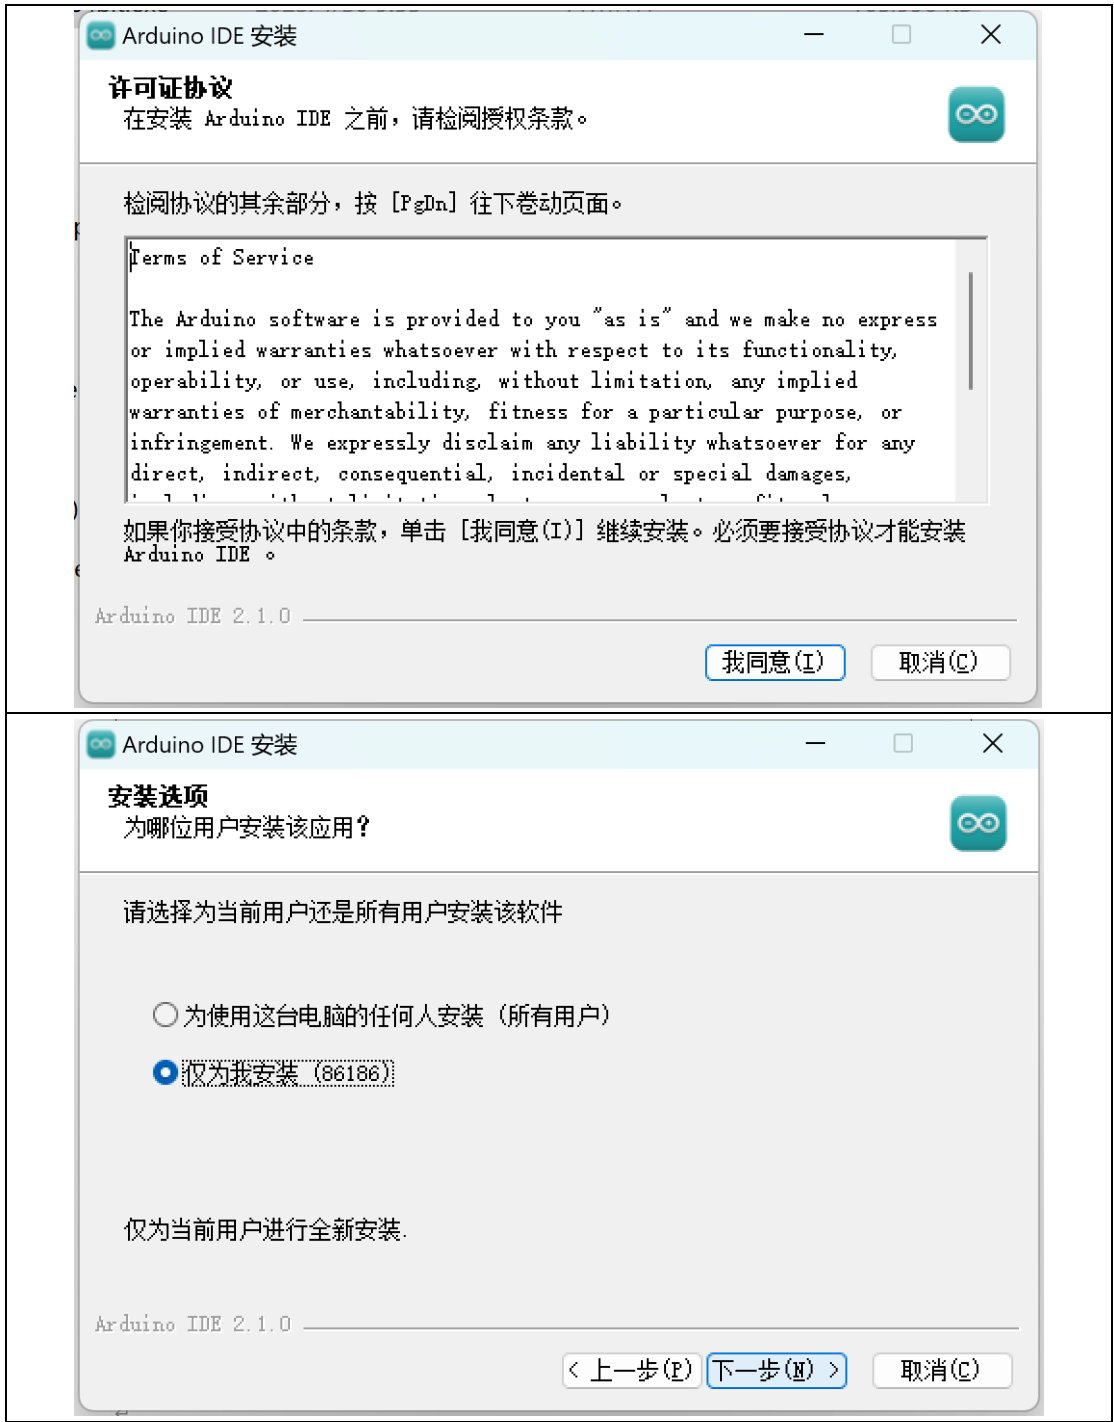 Arduino IDE 安装
许可证协议
在安装 Arduino IDE 之前，请检阅授权条款。
检阅协议的其余部分，按 [PgDn] 往下卷动页面。
Terms of Service
The Arduino software is provided to you "as is" and we make no express
or implied warranties whatsoever with respect to its functionality,
operability, or use, including, without limitation, any implied
warranties of merchantability, fitness for a particular purpose, or
infringement. We expressly disclaim any liability whatsoever for any
direct, indirect, consequential, incidental or special damages,
如果你接受协议中的条款，单击 [我同意(I)] 继续安装。必须要接受协议才能安装
Arduino IDE 。
Arduino IDE 2.1.0
我同意(I) 取消(C)
Arduino IDE 安装
安装选项
为哪位用户安装该应用？
请选择为当前用户还是所有用户安装该软件
为使用这台电脑的任何人安装（所有用户）
仅为我安装（86186）
仅为当前用户进行全新安装.
Arduino IDE 2.1.0
< 上一步(P) 下一步(N) > 取消(C)